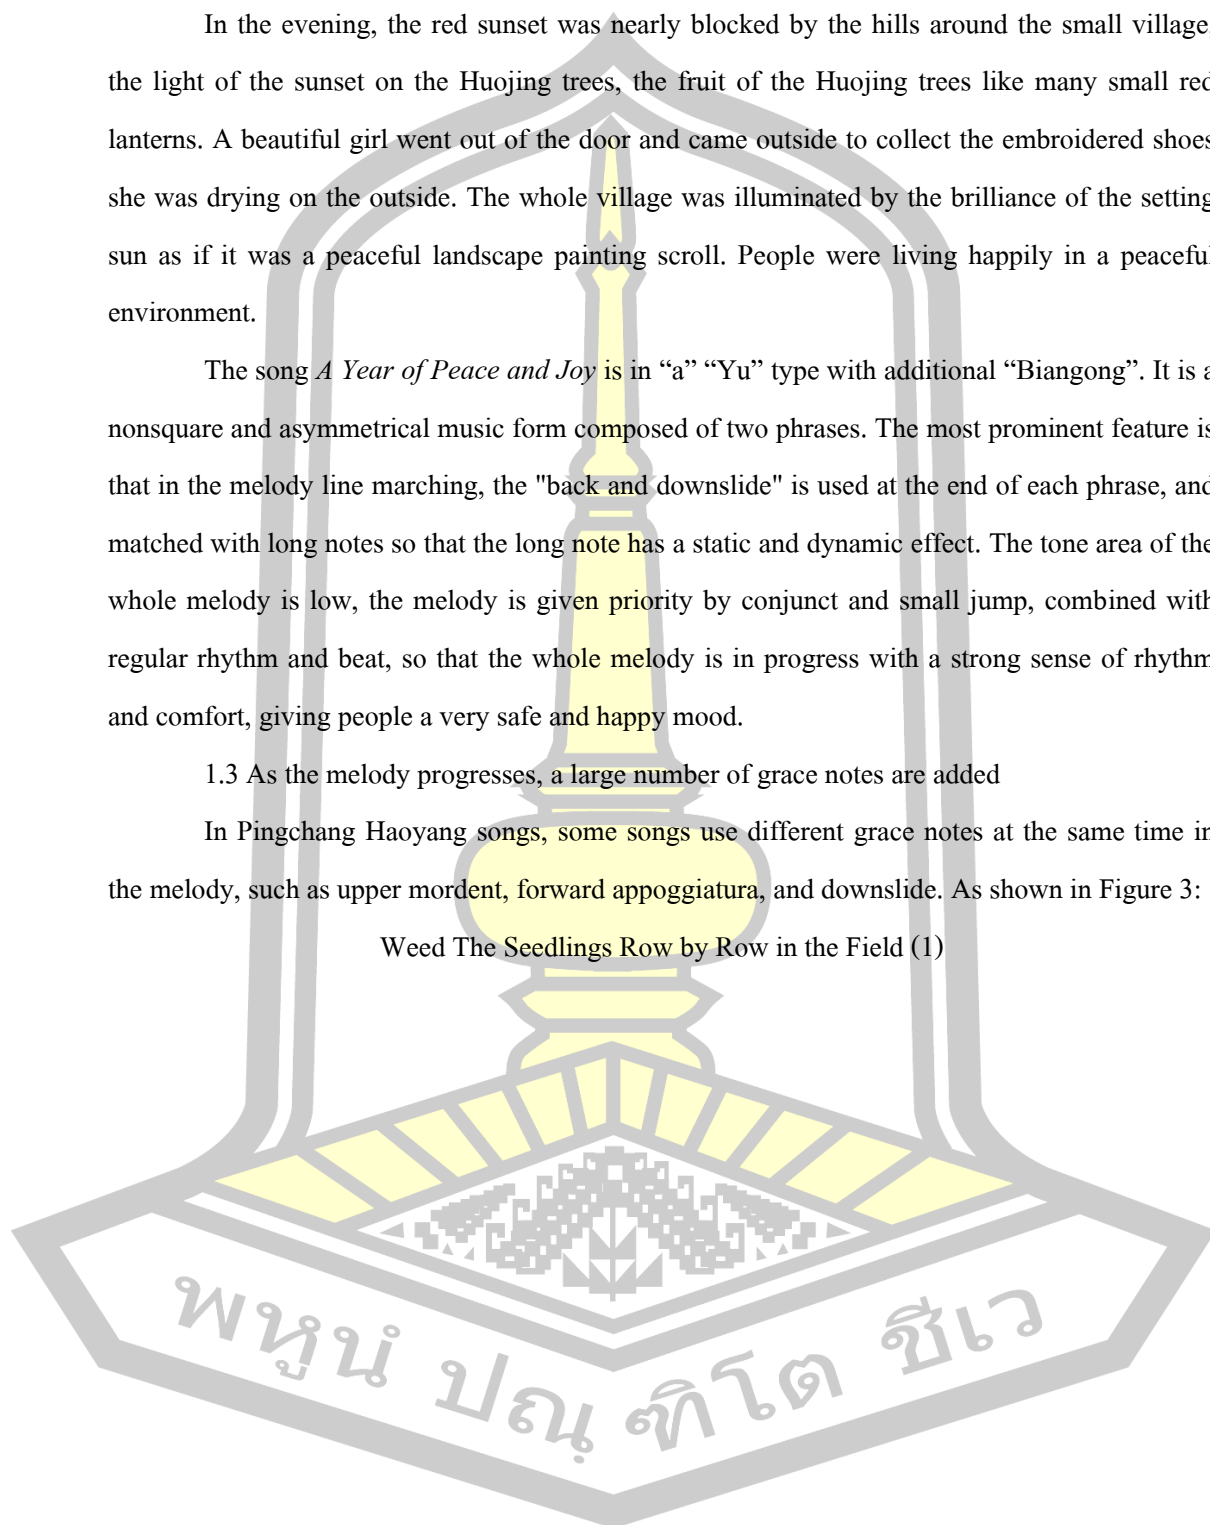 In the evening, the red sunset was nearly blocked by the hills around the small village,
the light of the sunset on the Huojing trees, the fruit of the Huojing trees like many small red
lanterns. A beautiful girl went out of the door and came outside to collect the embroidered shoes
she was drying on the outside. The whole village was illuminated by the brilliance of the setting
sun as if it was a peaceful landscape painting scroll. People were living happily in a peaceful
environment.
The song A Year of Peace and Joy is in “a” “Yu” type with additional “Biangong”. It is a
nonsquare and asymmetrical music form composed of two phrases. The most prominent feature is
that in the melody line marching, the "back and downslide" is used at the end of each phrase, and
matched with long notes so that the long note has a static and dynamic effect. The tone area of the
whole melody is low, the melody is given priority by conjunct and small jump, combined with
regular rhythm and beat, so that the whole melody is in progress with a strong sense of rhythm
and comfort, giving people a very safe and happy mood.
1.3 As the melody progresses, a large number of grace notes are added
In Pingchang Haoyang songs, some songs use different grace notes at the same time in
the melody, such as upper mordent, forward appoggiatura, and downslide. As shown in Figure 3:
Weed The Seedlings Row by Row in the Field (1)
พหูนํ ปณฺฑิโต ชีเว